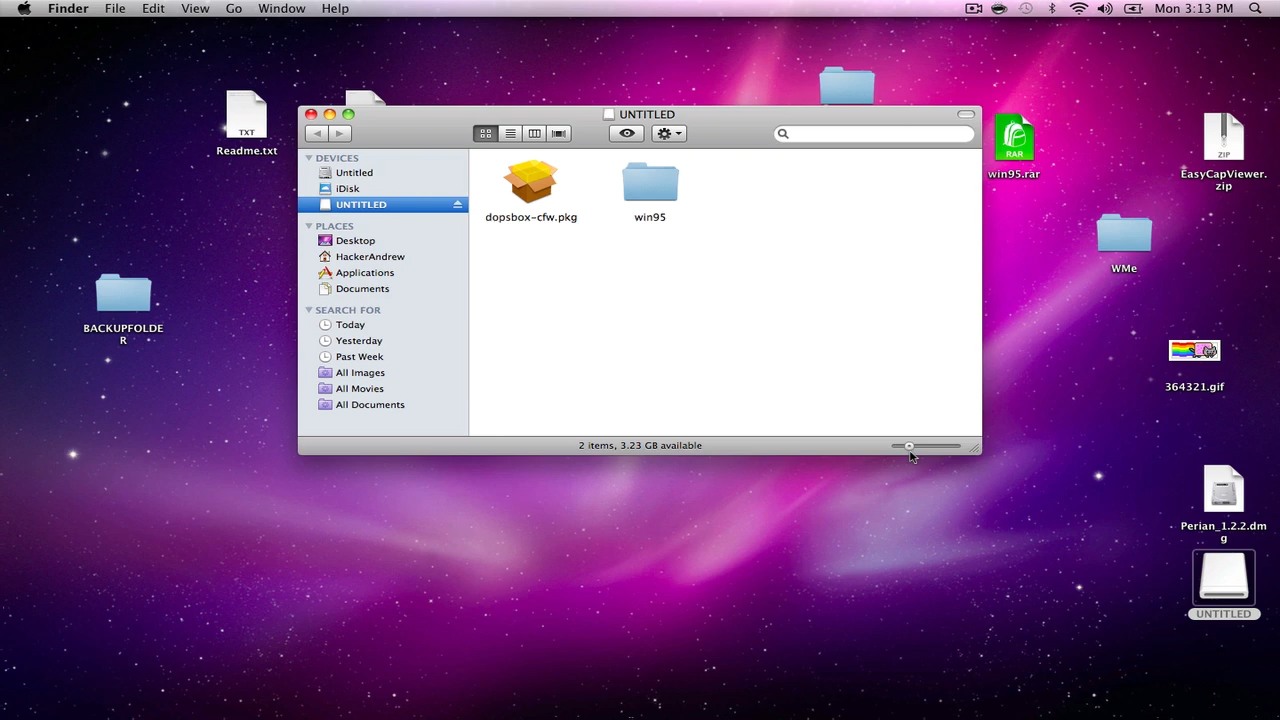 Finder File Edit View Go Window Help Mon 3:13 PM
TXT
Readme.txt
UNTITLED
DEVICES
Untitled
iDisk
UNTITLED
PLACES
Desktop
HackerAndrew
Applications
Documents
SEARCH FOR
Today
Yesterday
Past Week
All Images
All Movies
All Documents
dopsbox-cfw.pkg
win95
2 items, 3.23 GB available
BACKUPFOLDE
R
RAR
win95.rar
ZIP
EasyCapViewer.
zip
WMe
364321.gif
Perian_1.2.2.dm
g
UNTITLED